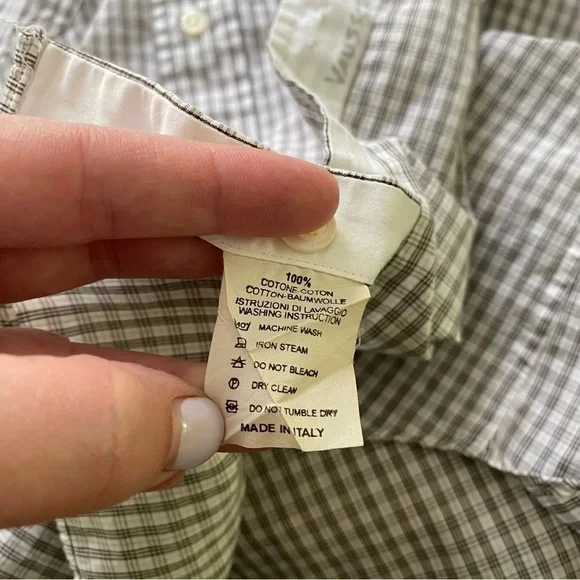 100%
COTONE-COTON
COTTON-BAUMWOLLE
ISTRUZIONI DI LAVAGGIO
WASHING INSTRUCTION
MACHINE WASH
IRON STEAM
DO NOT BLEACH
P DRY CLEAN
DO NOT TUMBLE DRY
MADE IN ITALY